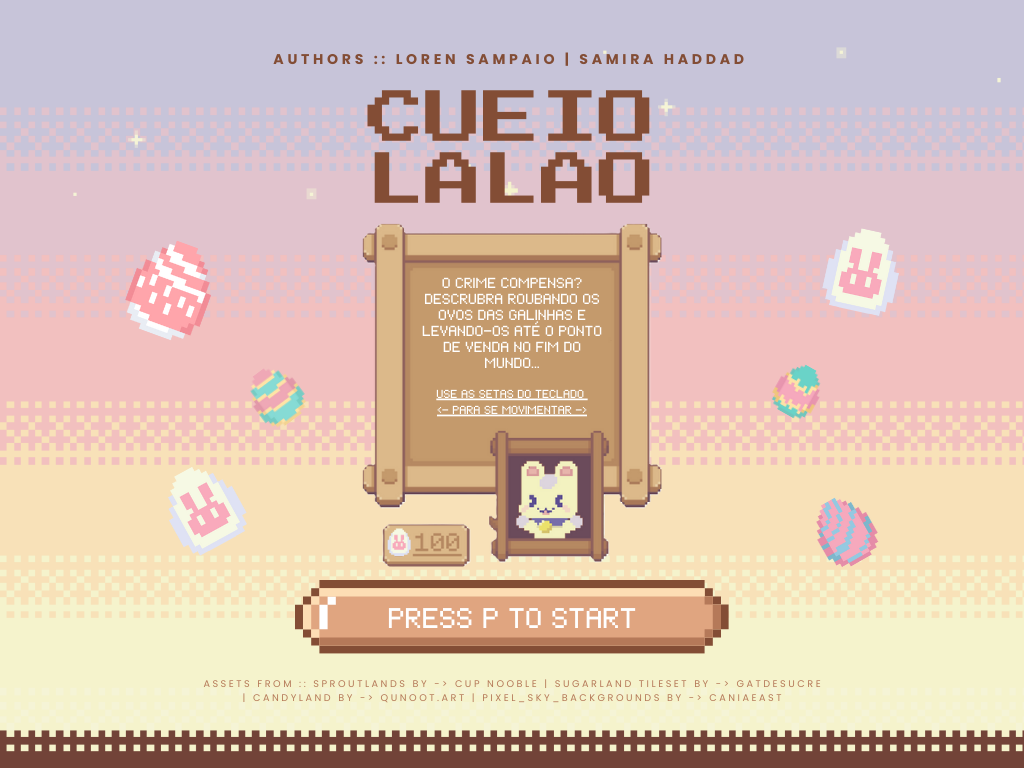 AUTHORS :: LOREN SAMPAIO | SAMIRA HADDAD
CUEIO
LALAO
O CRIME COMPENSA?
DESCRUBRA ROUBANDO OS
OVOS DAS GALINHAS E
LEVANDO-OS ATÉ O PONTO
DE VENDA NO FIM DO
MUNDO...
USE AS SETAS DO TECLADO
<- PARA SE MOVIMENTAR ->
100
PRESS P TO START
ASSETS FROM :: SPROUTLANDS BY -> CUP NOOBLE | SUGARLAND TILESET BY -> GATDESUCRE
| CANDYLAND BY -> QUNOOT.ART | PIXEL_SKY_BACKGROUNDS BY -> CANIAEAST